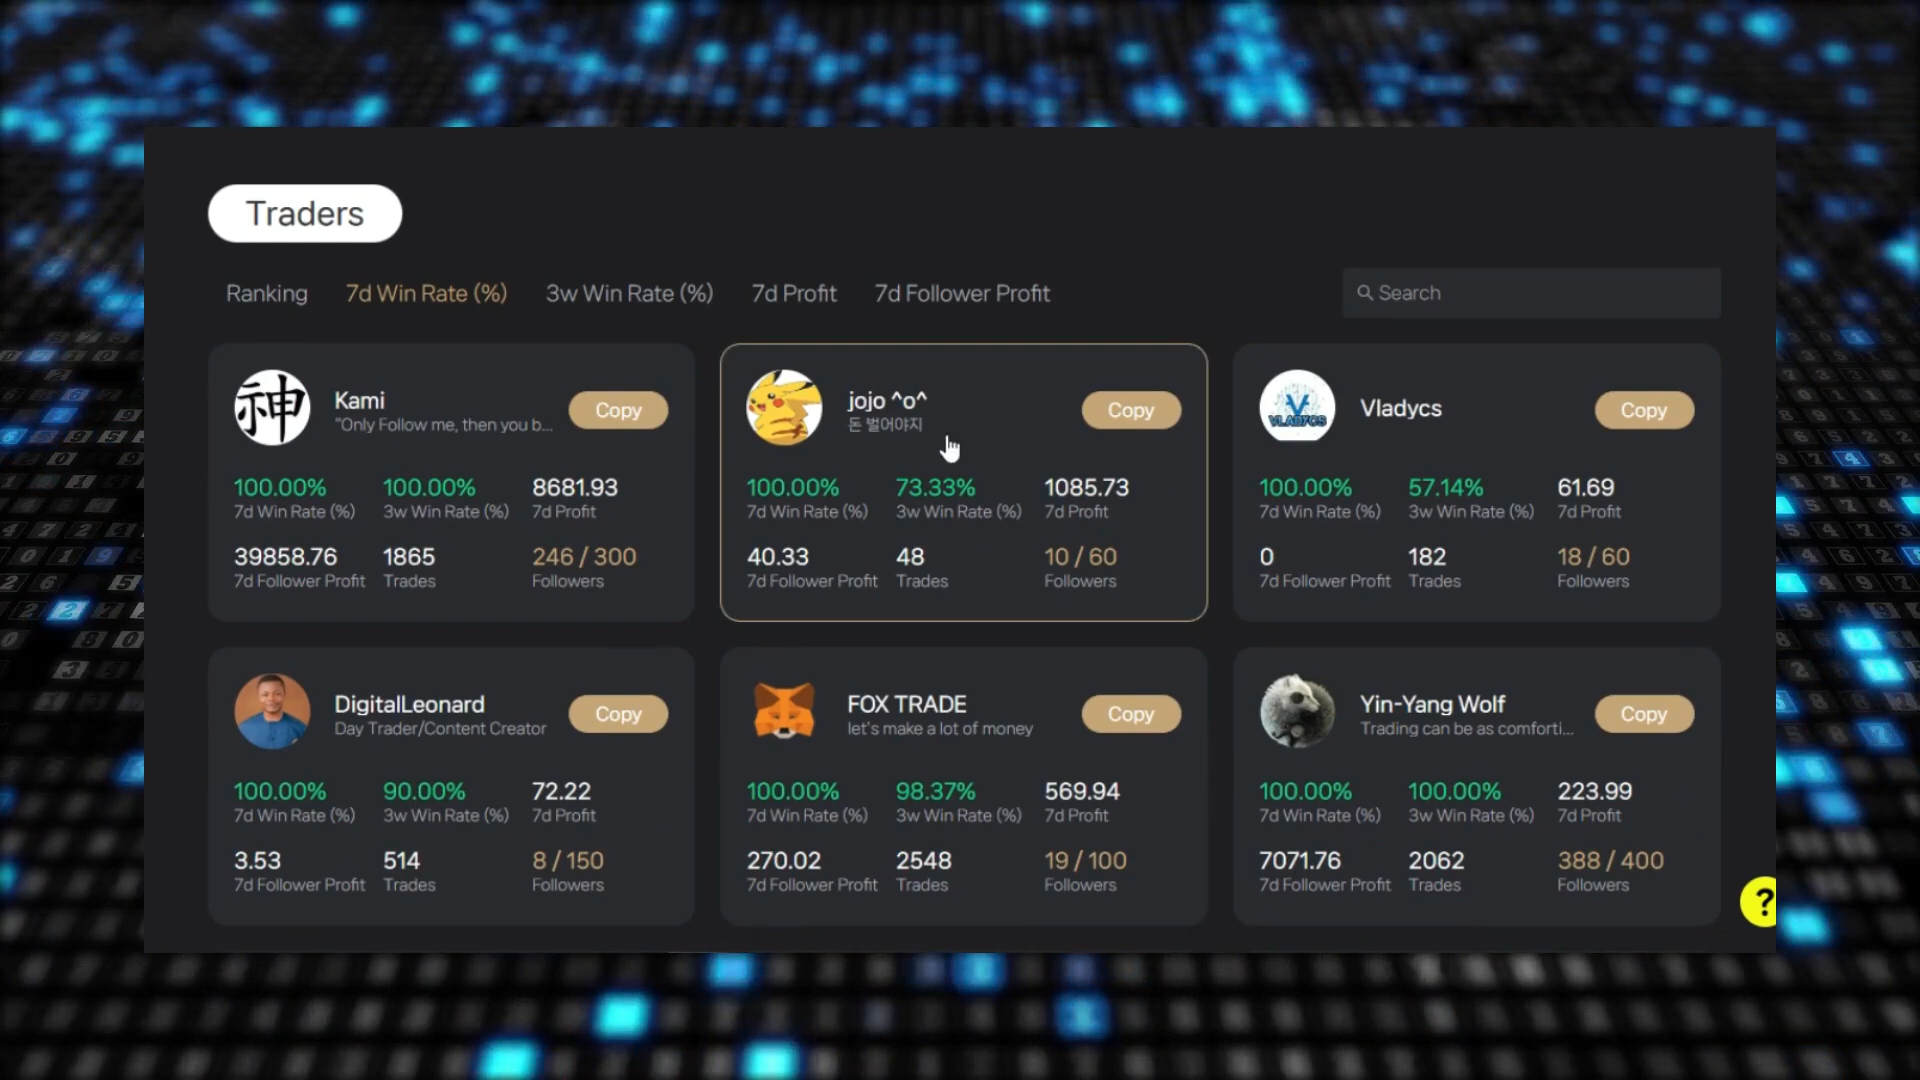 Traders
Ranking 7d Win Rate (%) 3w Win Rate (%) 7d Profit 7d Follower Profit Search
神 Kami Copy
"Only Follow me, then you b...
100.00% 100.00% 8681.93
7d Win Rate (%) 3w Win Rate (%) 7d Profit
39858.76 1865 246 / 300
7d Follower Profit Trades Followers
jojo ^o^ Copy
돈 벌어야지
100.00% 73.33% 1085.73
7d Win Rate (%) 3w Win Rate (%) 7d Profit
40.33 48 10 / 60
7d Follower Profit Trades Followers
VLADYCS Vladycs Copy
100.00% 57.14% 61.69
7d Win Rate (%) 3w Win Rate (%) 7d Profit
0 182 18 / 60
7d Follower Profit Trades Followers
DigitalLeonard Copy
Day Trader/Content Creator
100.00% 90.00% 72.22
7d Win Rate (%) 3w Win Rate (%) 7d Profit
3.53 514 8 / 150
7d Follower Profit Trades Followers
FOX TRADE Copy
let's make a lot of money
100.00% 98.37% 569.94
7d Win Rate (%) 3w Win Rate (%) 7d Profit
270.02 2548 19 / 100
7d Follower Profit Trades Followers
Yin-Yang Wolf Copy
Trading can be as comforti...
100.00% 100.00% 223.99
7d Win Rate (%) 3w Win Rate (%) 7d Profit
7071.76 2062 388 / 400
7d Follower Profit Trades Followers
?